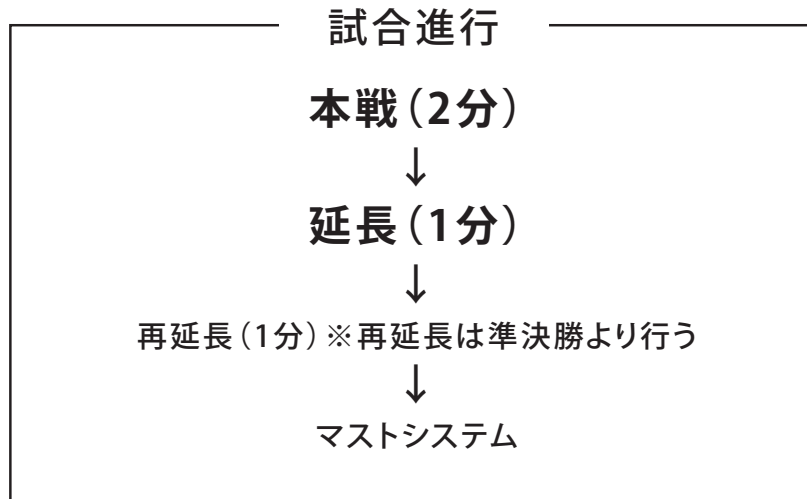 試合進行
本戦（2分）
↓
延長（1分）
↓
再延長（1分）※再延長は準決勝より行う
↓
マストシステム